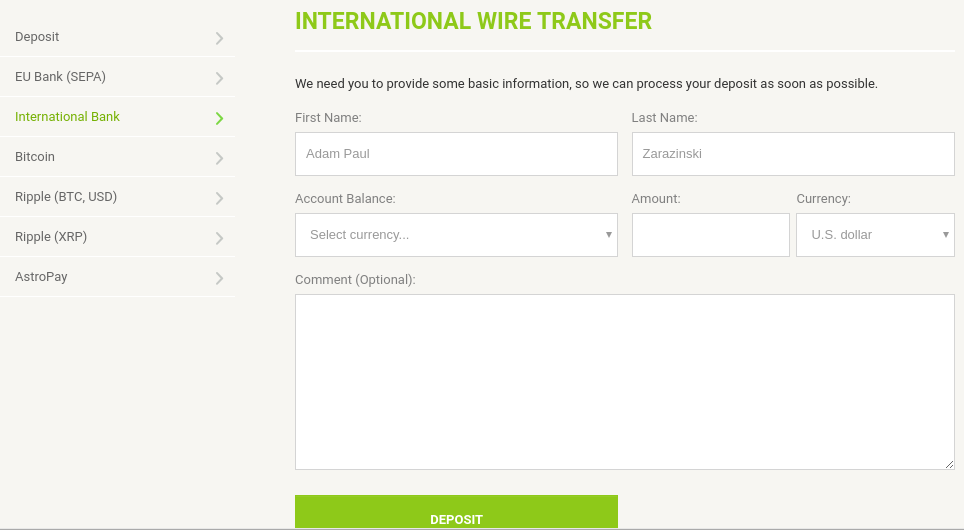 Deposit
EU Bank (SEPA)
International Bank
Bitcoin
Ripple (BTC, USD)
Ripple (XRP)
AstroPay
INTERNATIONAL WIRE TRANSFER
We need you to provide some basic information, so we can process your deposit as soon as possible.
First Name: Last Name:
Adam Paul Zarazinski
Account Balance: Amount: Currency:
Select currency... U.S. dollar
Comment (Optional):
DEPOSIT